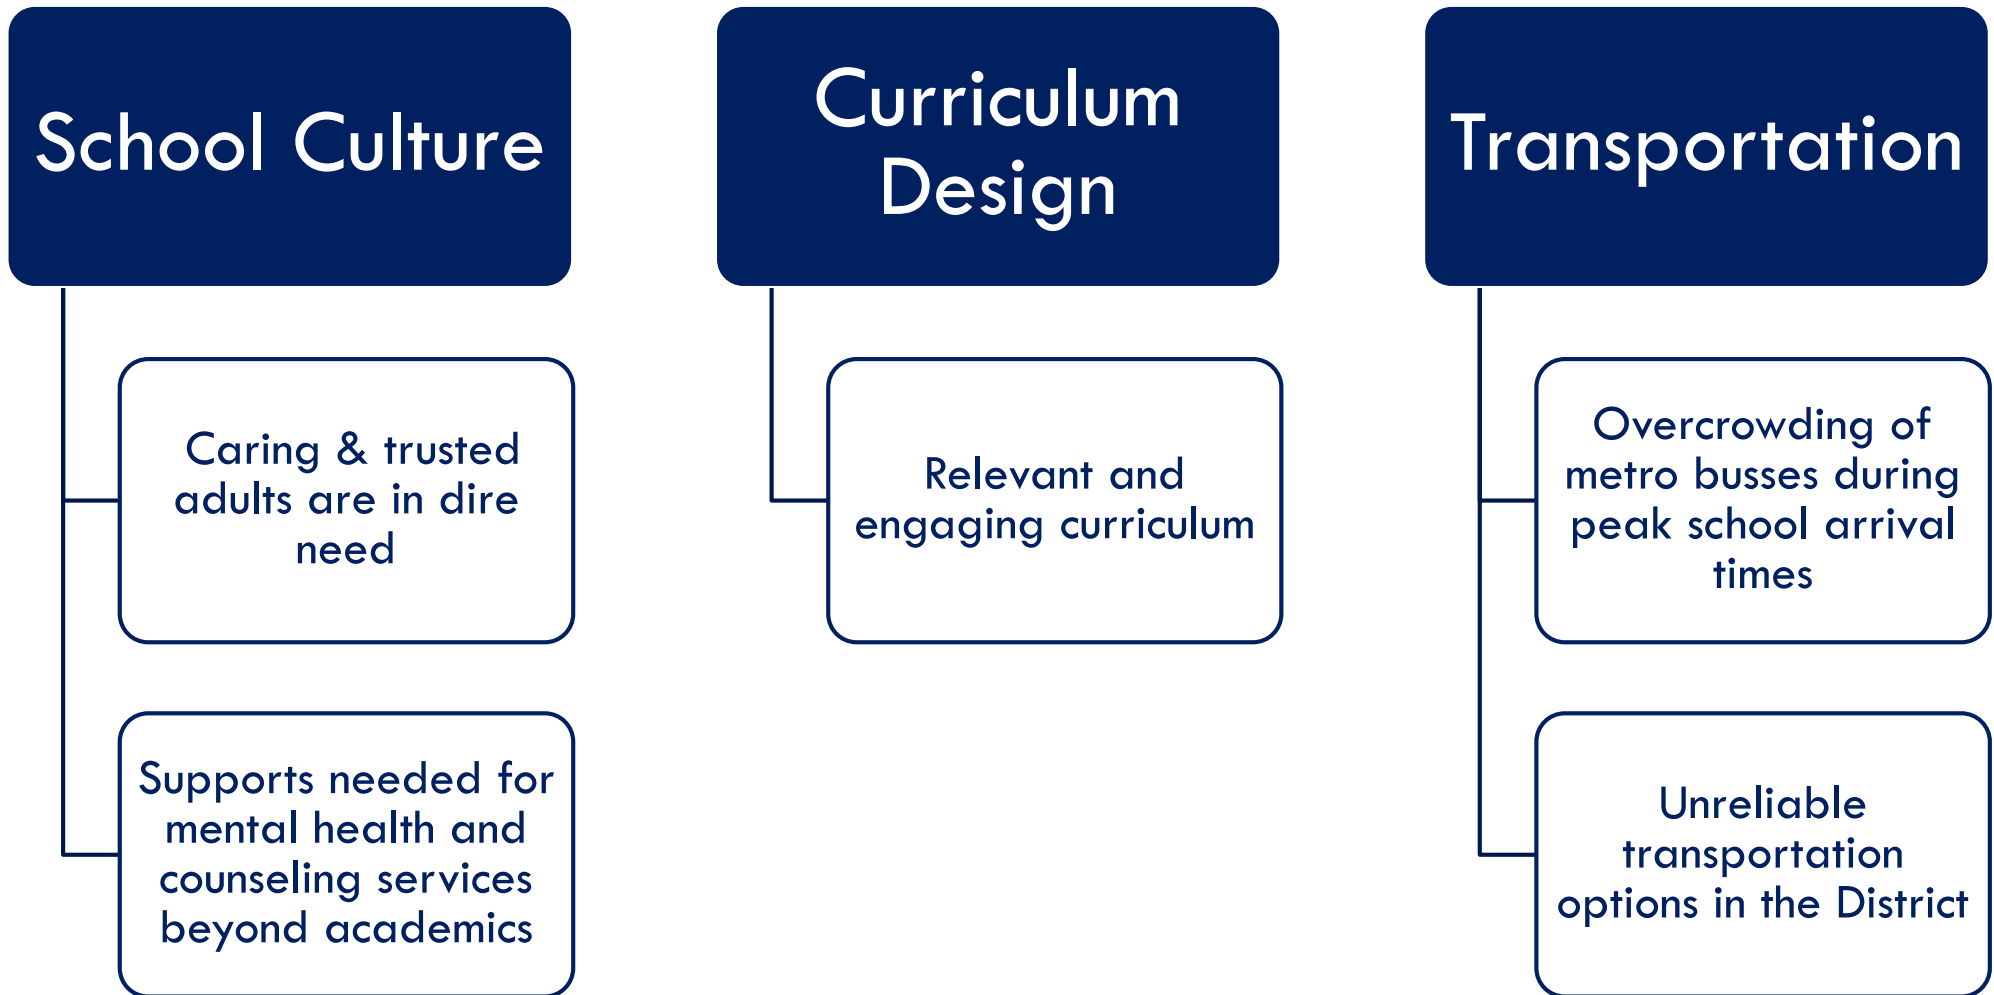 School Culture
Caring & trusted
adults are in dire
need
Supports needed for
mental health and
counseling services
beyond academics
Curriculum
Design
Relevant and
engaging curriculum
Transportation
Overcrowding of
metro busses during
peak school arrival
times
Unreliable
transportation
options in the District